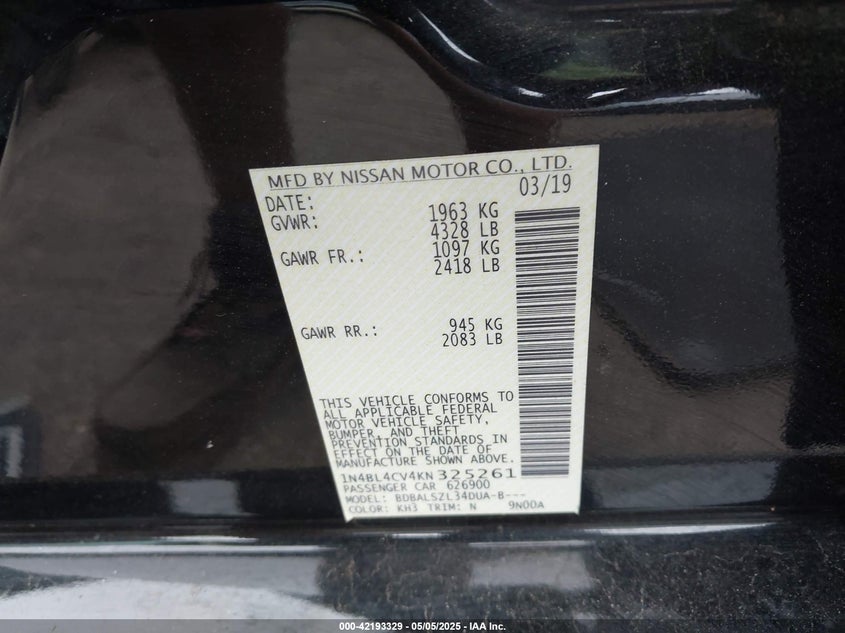 MFD BY NISSAN MOTOR CO., LTD.
DATE: 03/19
GVWR: 1963 KG
4328 LB
GAWR FR.: 1097 KG
2418 LB
GAWR RR.: 945 KG
2083 LB
THIS VEHICLE CONFORMS TO
ALL APPLICABLE FEDERAL
MOTOR VEHICLE SAFETY,
BUMPER, AND THEFT
PREVENTION STANDARDS IN
EFFECT ON THE DATE OF
MANUFACTURE SHOWN ABOVE.
1N4BL4CV4KN325261
PASSENGER CAR 626900
MODEL: BDBALSZL34DUA-B---
COLOR: KH3 TRIM: N 9N00A
000-42193329 - 05/05/2025 - IAA Inc.